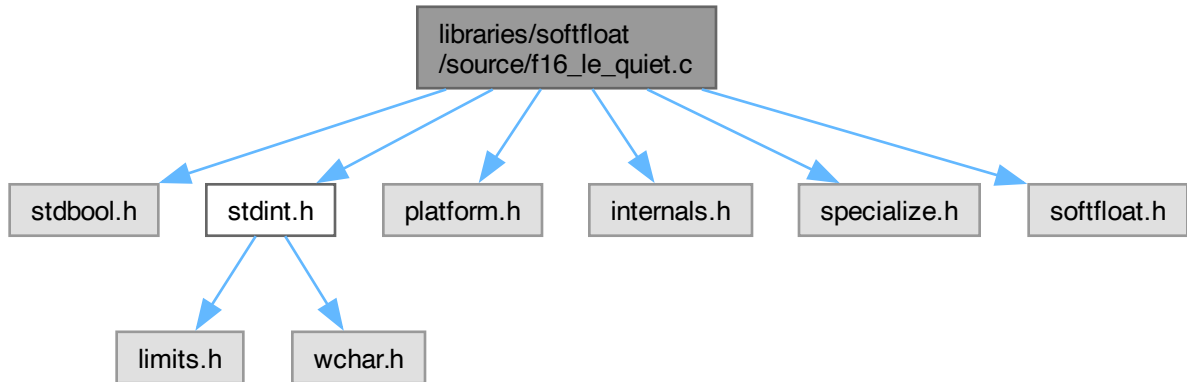 libraries/softfloat
/source/f16_le_quiet.c
stdbool.h
stdint.h
platform.h
internals.h
specialize.h
softfloat.h
limits.h
wchar.h